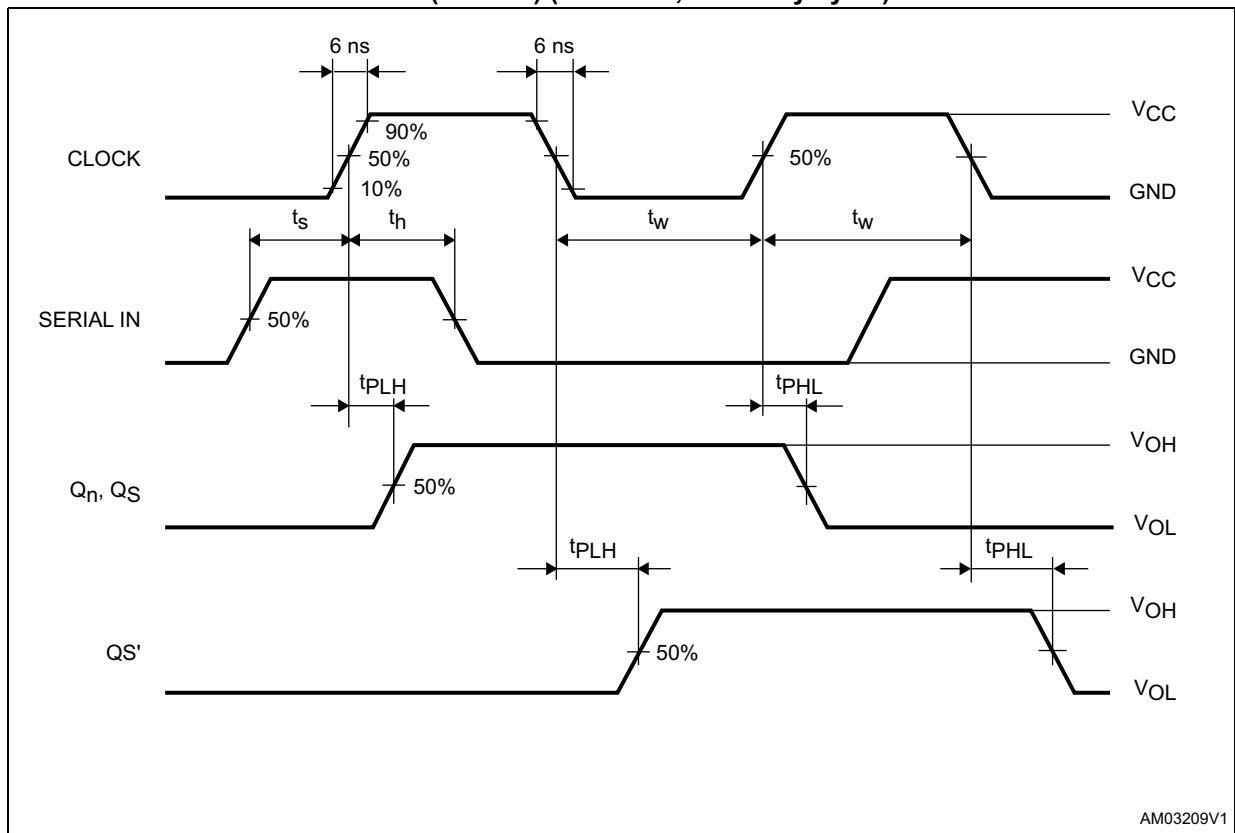 6 ns 6 ns
VCC
90%
CLOCK 50% 50%
10% GND
ts th tw tw
VCC
SERIAL IN 50%
GND
tPLH tPHL
VOH
Qn, QS 50%
VOL
tPLH tPHL
VOH
QS' 50%
VOL
AM03209V1